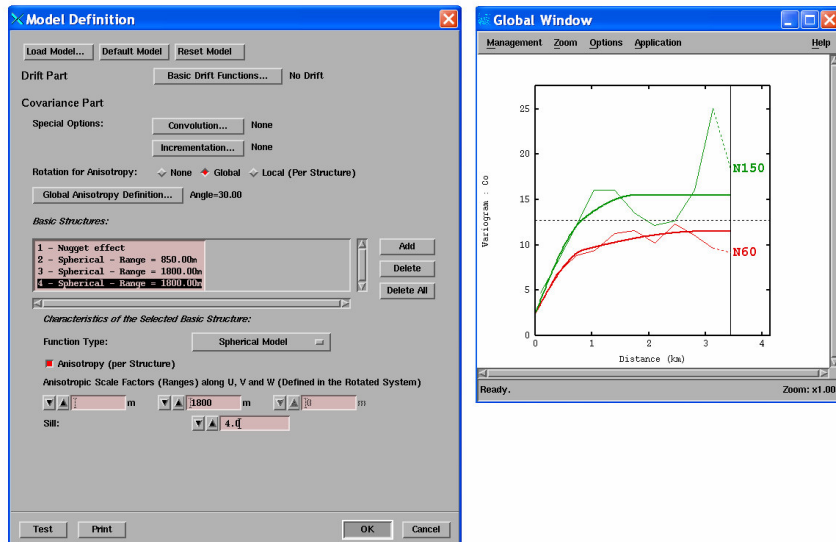 Model Definition
Load Model... Default Model Reset Model
Drift Part Basic Drift Functions... No Drift
Covariance Part
Special Options: Convolution... None
Incrementation... None
Rotation for Anisotropy: None Global Local (Per Structure)
Global Anisotropy Definition... Angle=30.00
Basic Structures:
1 - Nugget effect
2 - Spherical - Range = 850.00m
3 - Spherical - Range = 1800.00m
4 - Spherical - Range = 1800.00m
Add
Delete
Delete All
Characteristics of the Selected Basic Structure:
Function Type: Spherical Model
Anisotropy (per Structure)
Anisotropic Scale Factors (Ranges) along U, V and W (Defined in the Rotated System)
m 1800 m m
Sill: 4.0
Test Print OK Cancel
Global Window
Management Zoom Options Application Help
25
20
15
10
5
0
Variogram : Co
N150
N60
0 1 2 3 4
Distance (km)
Ready. Zoom: x1.00